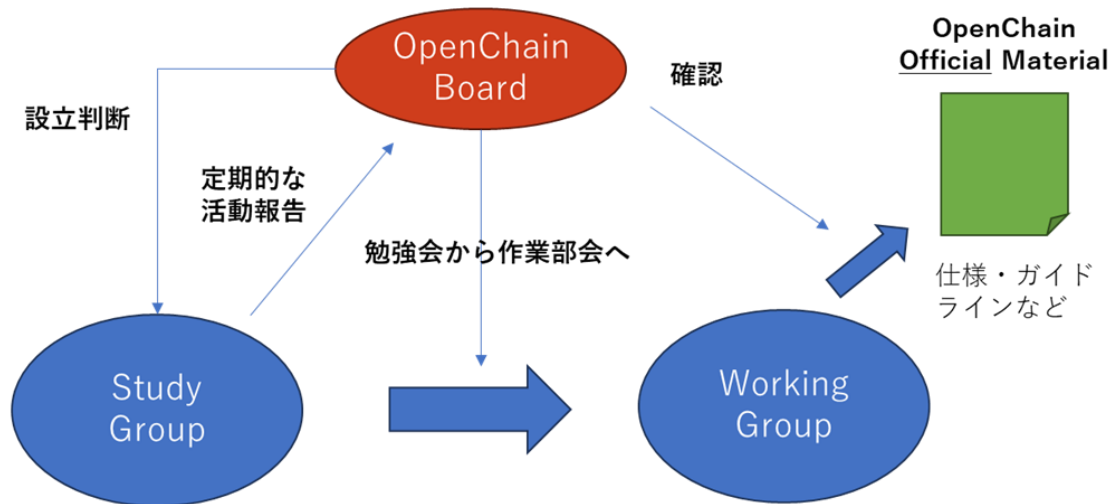 OpenChain
Board
OpenChain
Official Material
確認
設立判断
定期的な
活動報告
勉強会から作業部会へ
仕様・ガイド
ラインなど
Study
Group
Working
Group